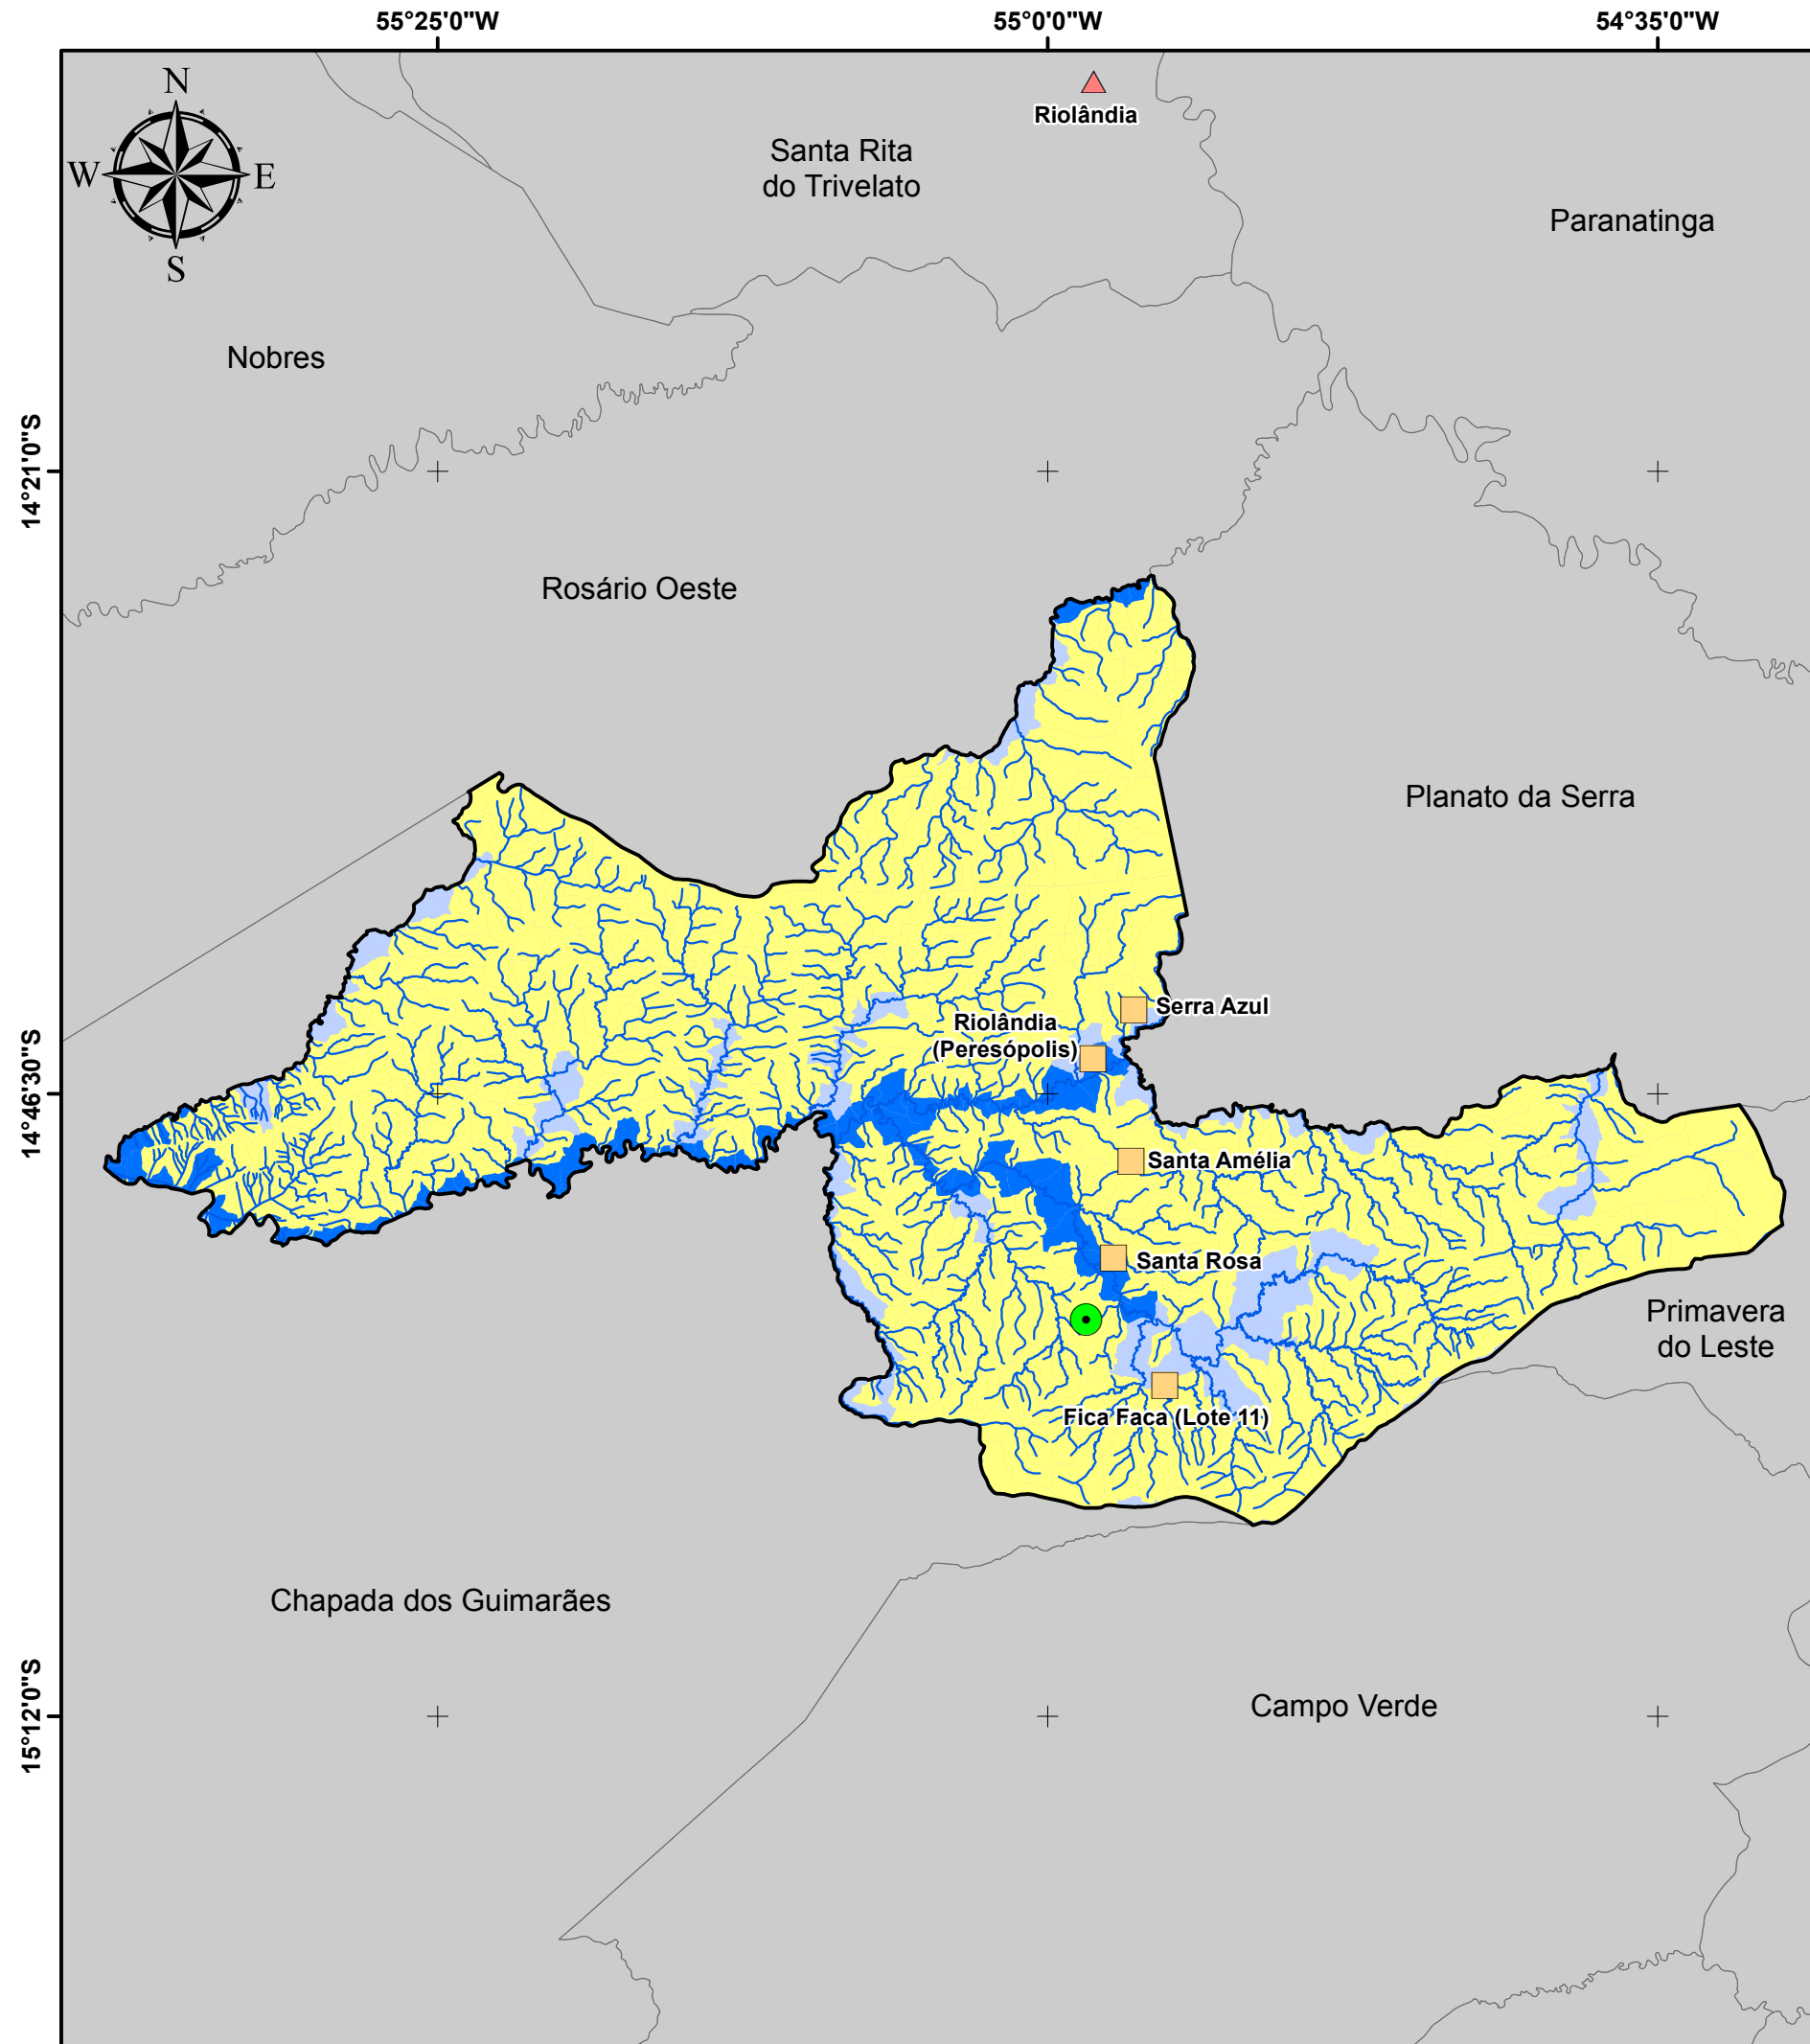 55°25'0"W
55°0'0"W
54°35'0"W
N
W
E
S
Riolândia
Santa Rita
do Trivelato
Paranatinga
Nobres
14°21'0"S
Rosário Oeste
Planato da Serra
Serra Azul
Riolândia
(Peresópolis)
14°46'30"S
Santa Amélia
Santa Rosa
Primavera
do Leste
Fica Faca (Lote 11)
Chapada dos Guimarães
15°12'0"S
Campo Verde